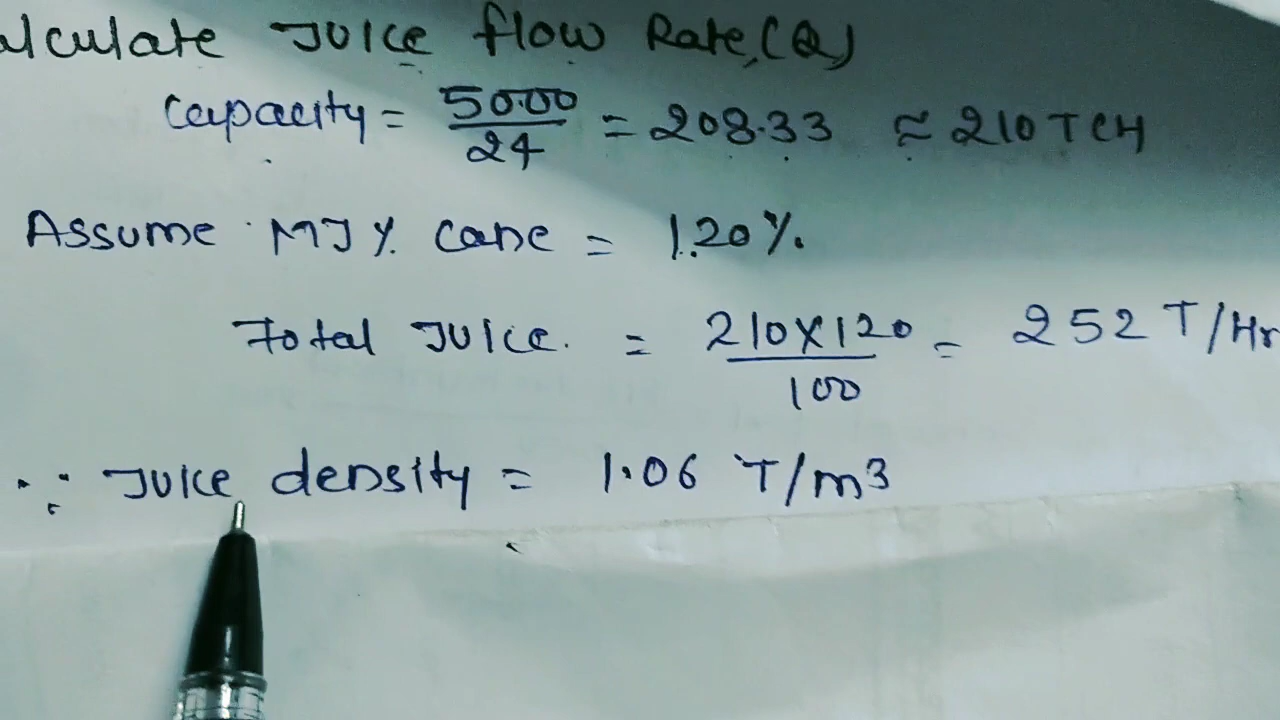 alculate Juice flow Rate, (Q)
Capacity = 5000/24 = 208.33 ≈ 210 TCH
Assume MJ % Cane = 120 %.
Total Juice = 210 X 120/100 = 252 T/Hr
∵ Juice density = 1.06 T/m3